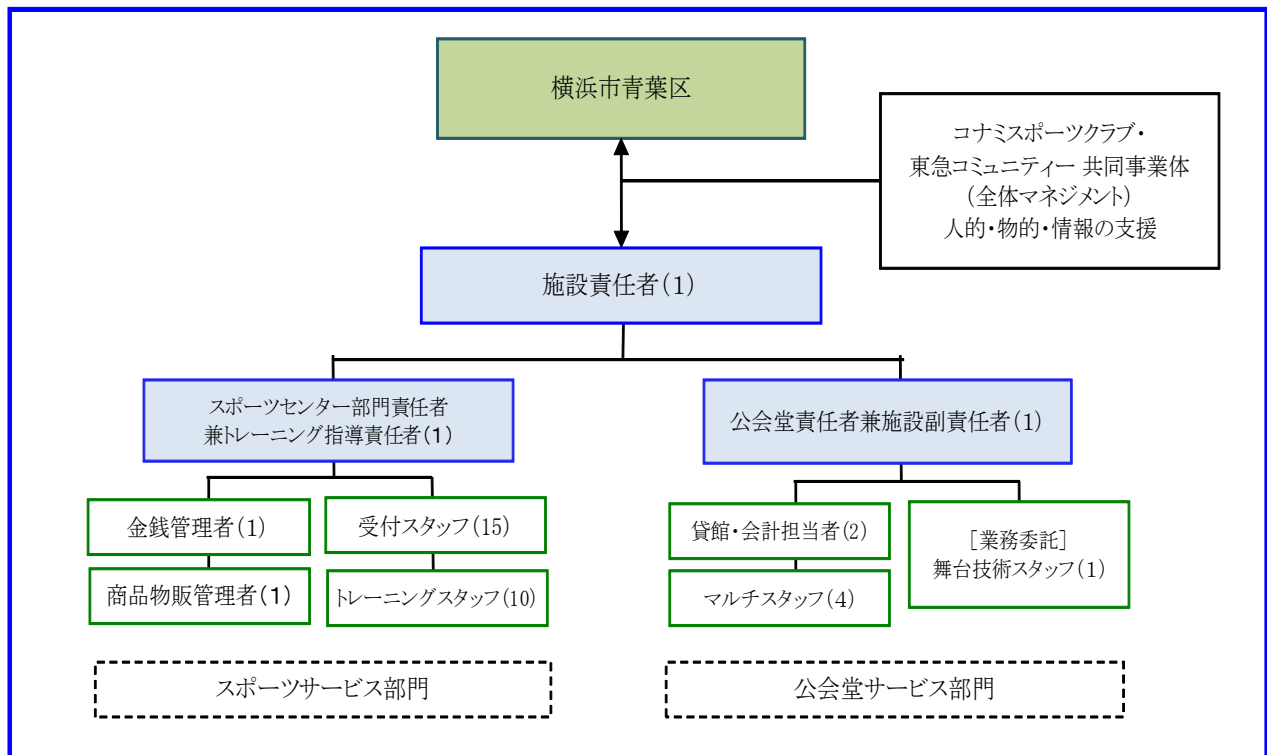 横浜市青葉区
コナミスポーツクラブ・
東急コミュニティー 共同事業体
(全体マネジメント)
人的・物的・情報の支援
施設責任者(1)
スポーツセンター部門責任者
兼トレーニング指導責任者(1)
公会堂責任者兼施設副責任者(1)
金銭管理者(1)
受付スタッフ(15)
商品物販管理者(1)
トレーニングスタッフ(10)
貸館・会計担当者(2)
マルチスタッフ(4)
[業務委託]
舞台技術スタッフ(1)
スポーツサービス部門
公会堂サービス部門